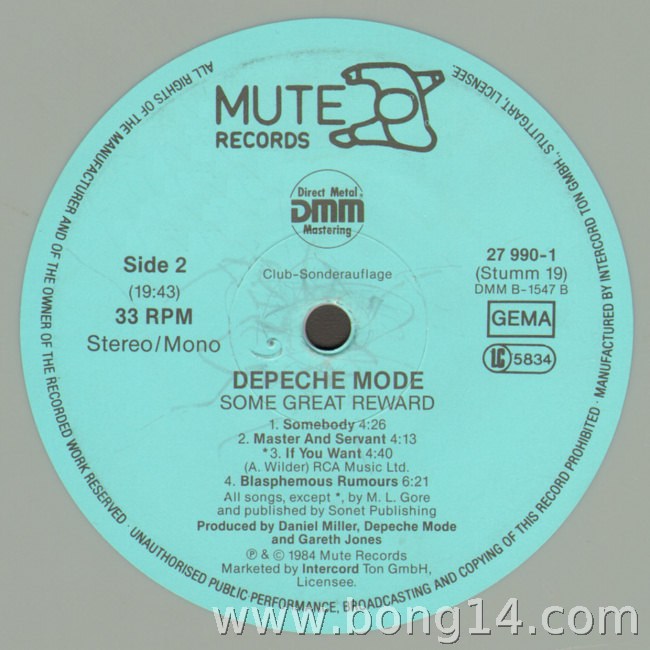 MUTE
RECORDS
Direct Metal
DMM
Mastering
Side 2
(19:43)
33 RPM
Stereo/Mono
Club-Sonderauflage
27 990-1
(Stumm 19)
DMM B-1547 B
GEMA
LC 5834
DEPECHE MODE
SOME GREAT REWARD
1. Somebody 4:26
2. Master And Servant 4:13
*3. If You Want 4:40
(A. Wilder) RCA Music Ltd.
4. Blasphemous Rumours 6:21
All songs, except *, by M. L. Gore
and published by Sonet Publishing
Produced by Daniel Miller, Depeche Mode
and Gareth Jones
℗ & © 1984 Mute Records
Marketed by Intercord Ton GmbH,
Licensee.
ALL RIGHTS OF THE MANUFACTURER AND OF THE OWNER OF THE RECORDED WORK RESERVED · UNAUTHORISED PUBLIC PERFORMANCE, BROADCASTING AND COPYING OF THIS RECORD PROHIBITED · MANUFACTURED BY INTERCORD TON GMBH, STUTTGART, LICENSEE.
www.bong14.com